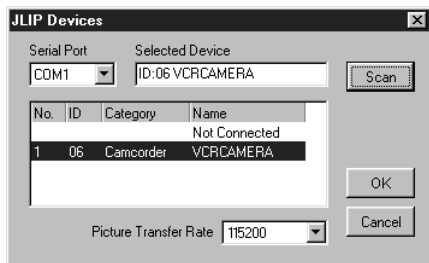 JLIP Devices
Serial Port Selected Device
COM1 ID:06 VCRCAMERA Scan
No. ID Category Name
Not Connected
1 06 Camcorder VCRCAMERA
OK
Picture Transfer Rate 115200 Cancel